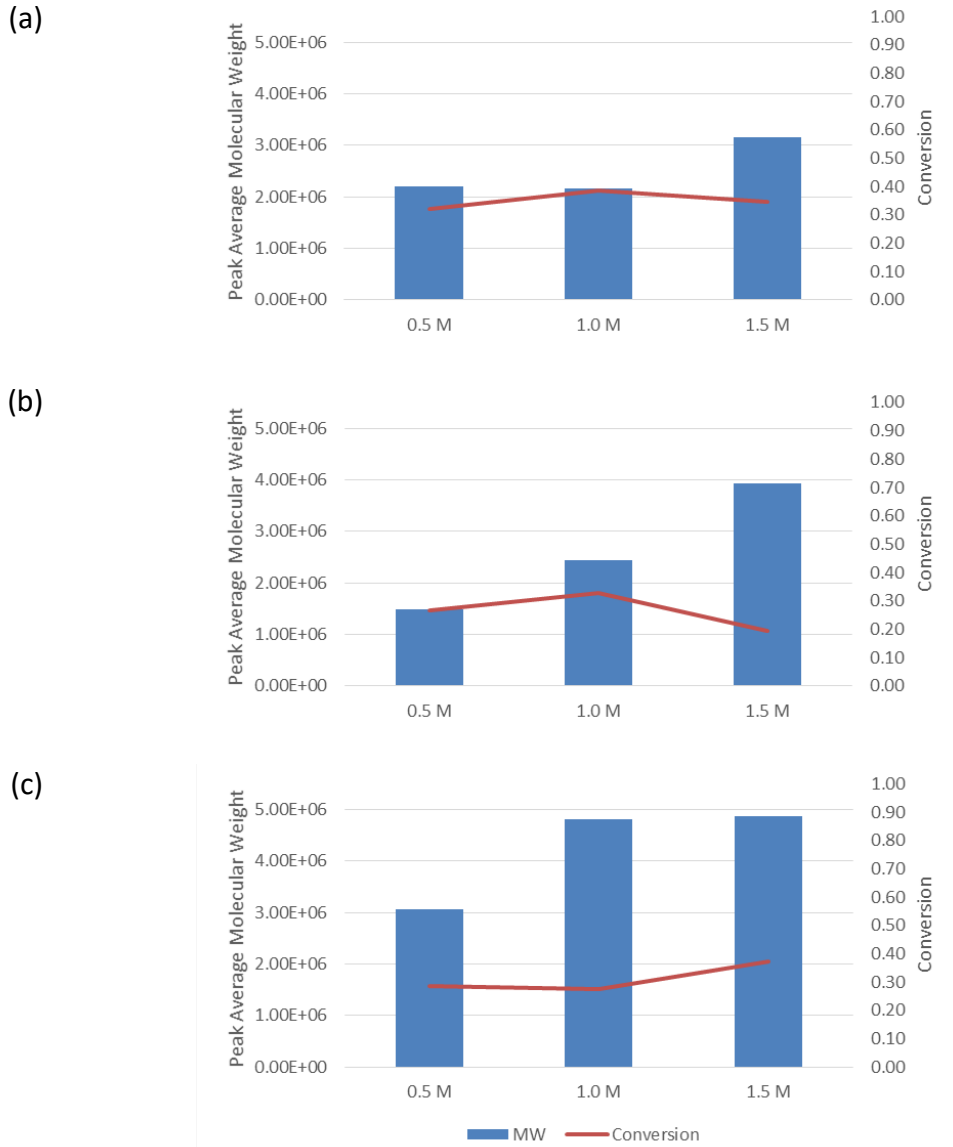 (a)
Peak Average Molecular Weight
5.00E+06
4.00E+06
3.00E+06
2.00E+06
1.00E+06
0.00E+00
0.5 M
1.0 M
1.5 M
1.00
0.90
0.80
0.70
0.60
0.50
0.40
0.30
0.20
0.10
0.00
Conversion
(b)
Peak Average Molecular Weight
5.00E+06
4.00E+06
3.00E+06
2.00E+06
1.00E+06
0.00E+00
0.5 M
1.0 M
1.5 M
1.00
0.90
0.80
0.70
0.60
0.50
0.40
0.30
0.20
0.10
0.00
Conversion
(c)
Peak Average Molecular Weight
5.00E+06
4.00E+06
3.00E+06
2.00E+06
1.00E+06
0.00E+00
0.5 M
1.0 M
1.5 M
1.00
0.90
0.80
0.70
0.60
0.50
0.40
0.30
0.20
0.10
0.00
Conversion
MW
Conversion